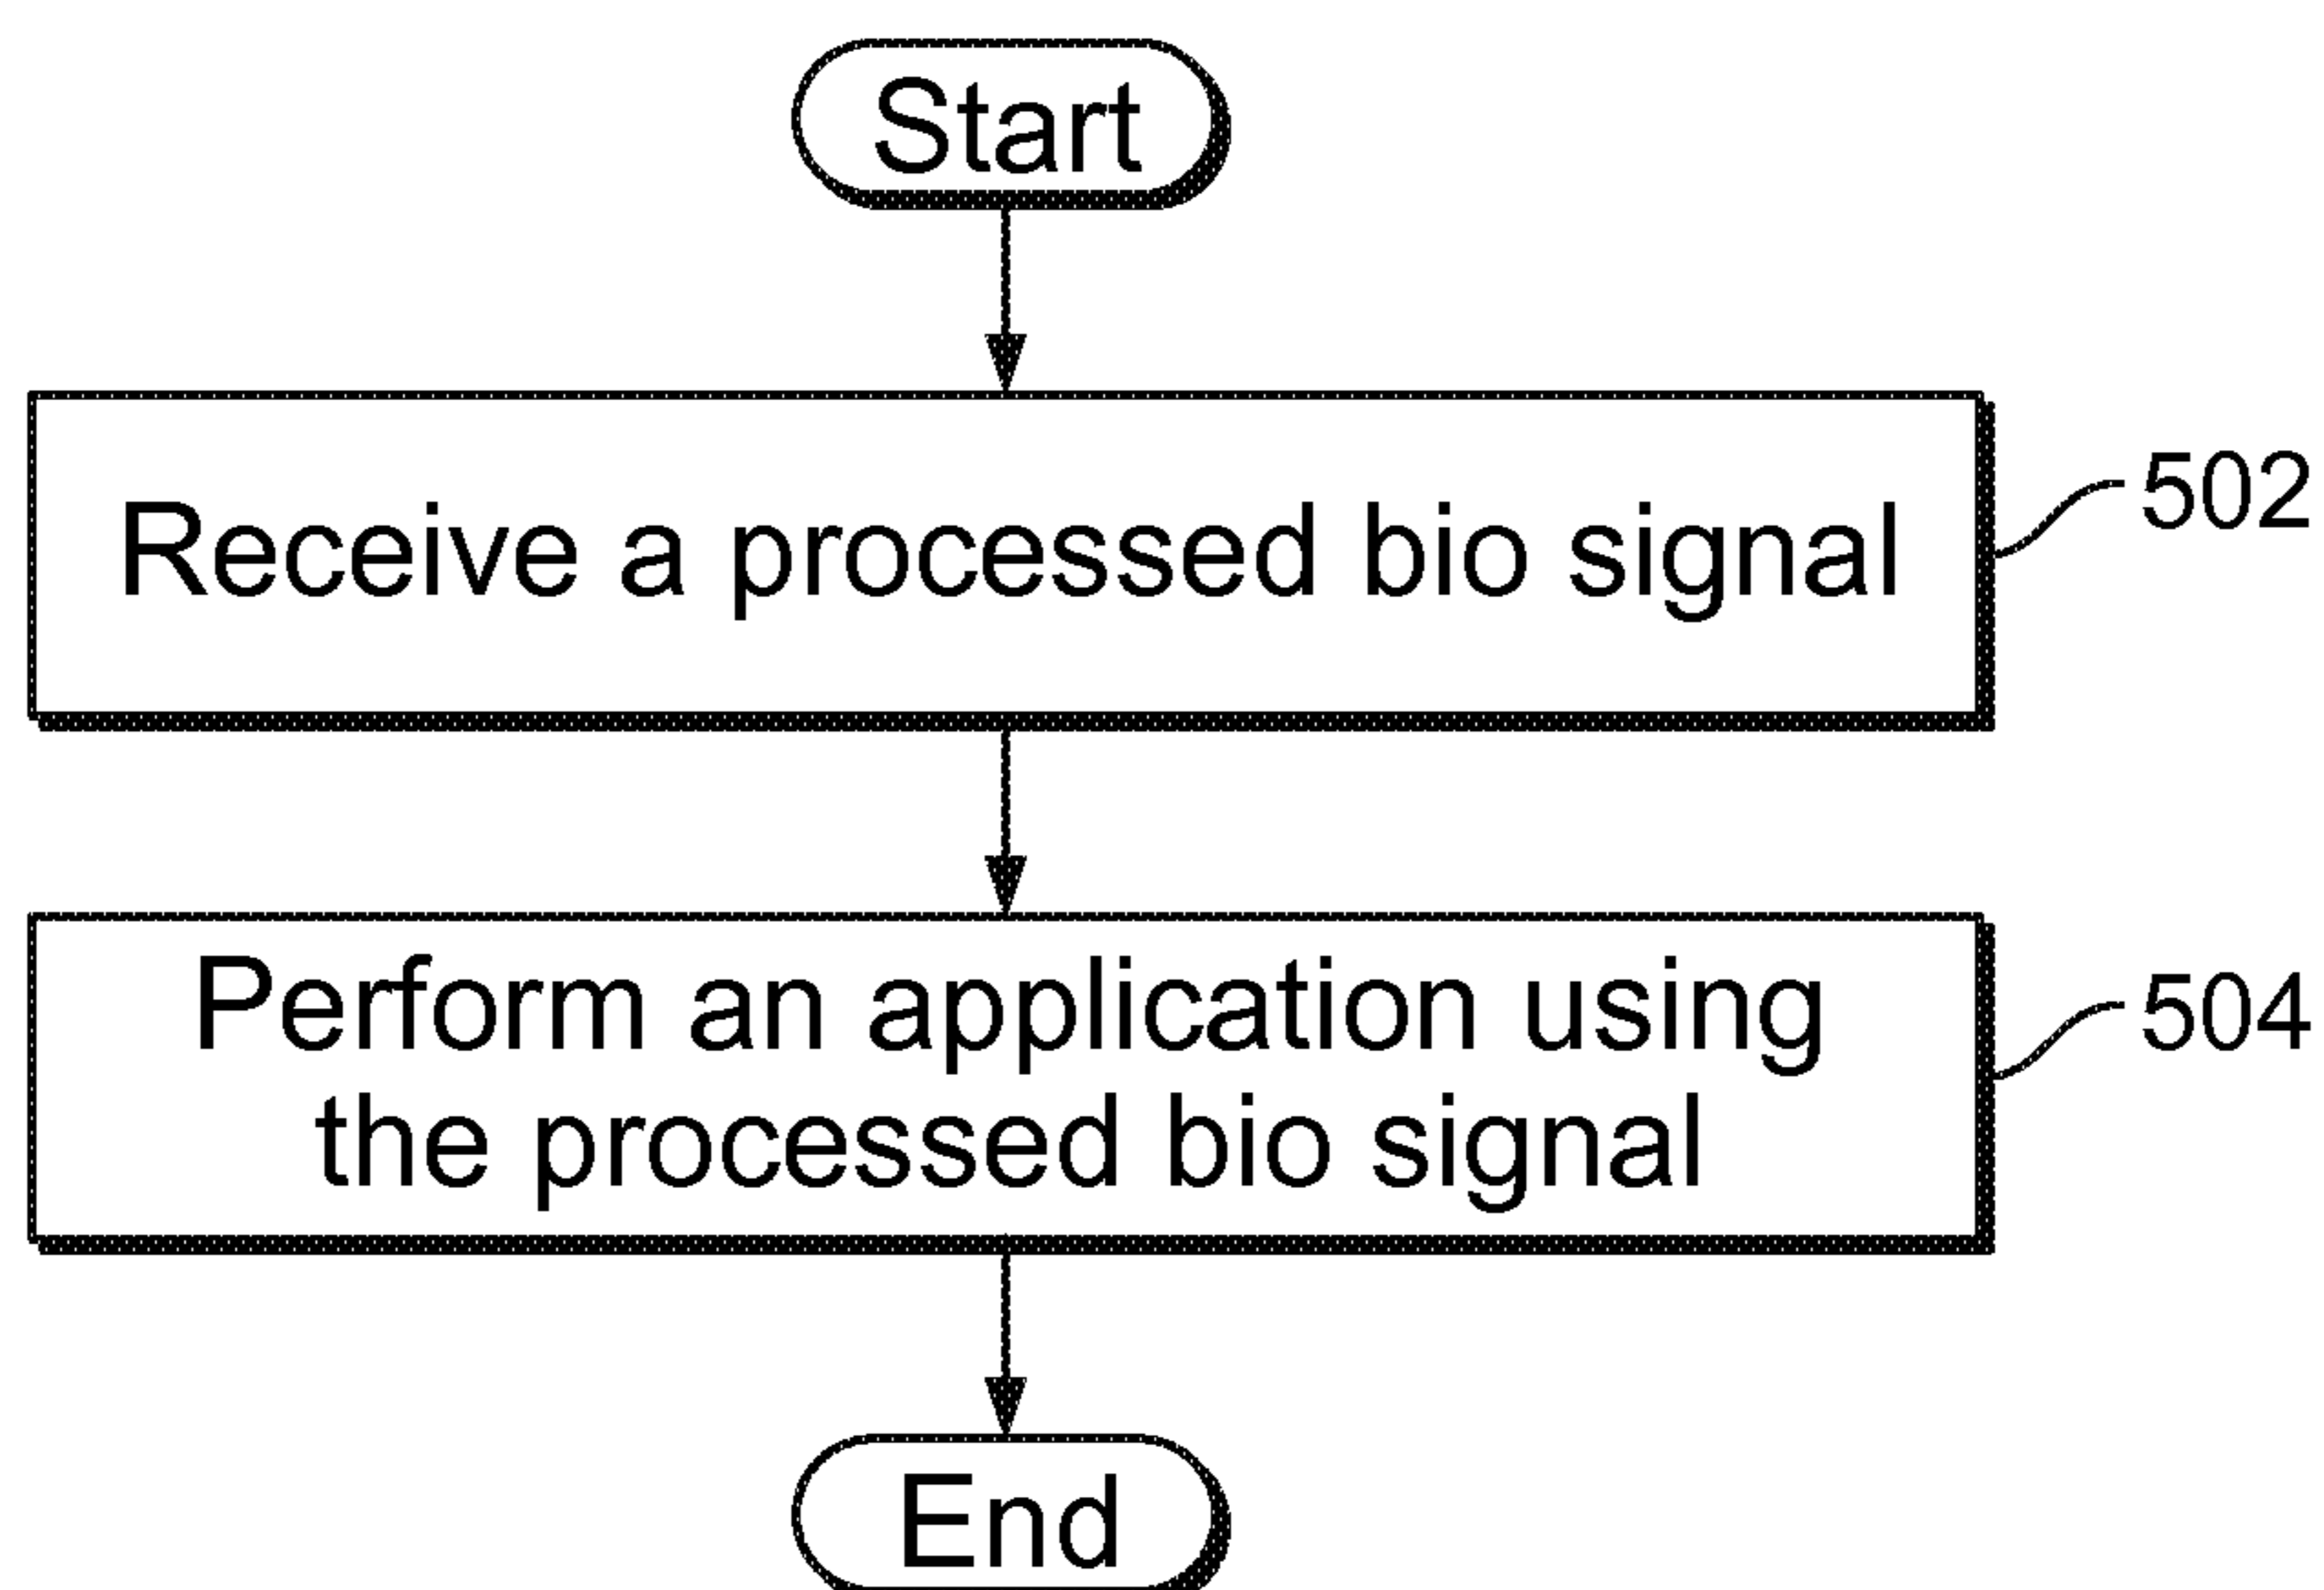 Start
Receive a processed bio signal
502
Perform an application using
the processed bio signal
504
End